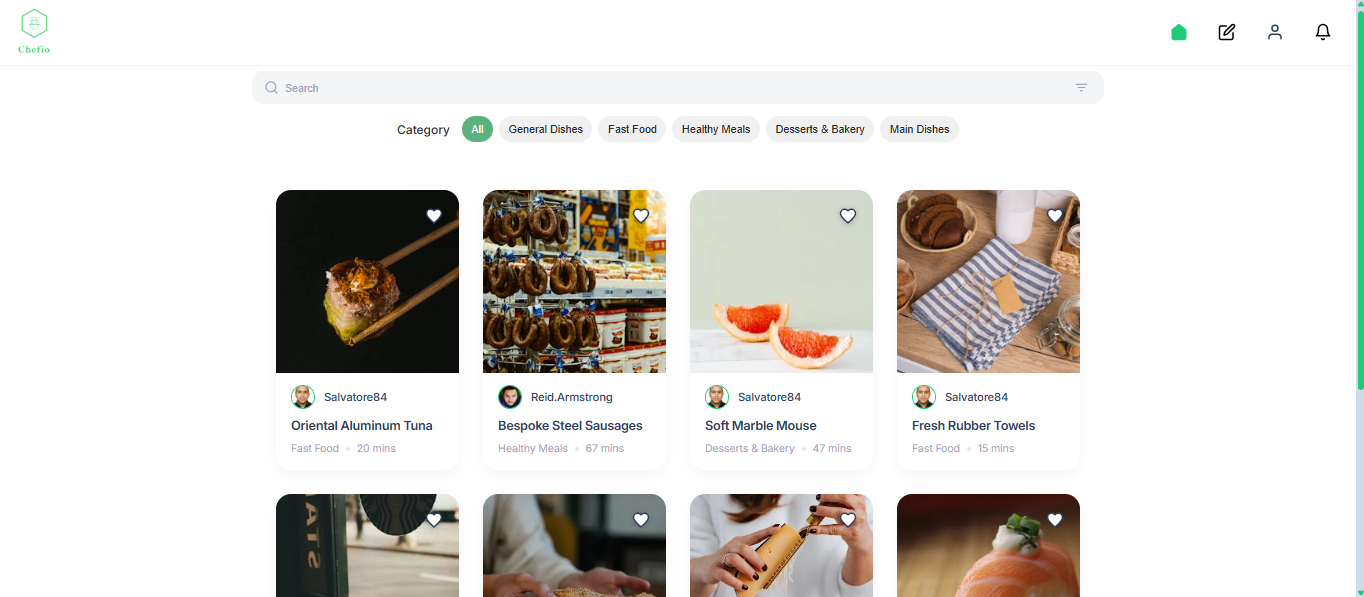 Chefio
Search
Category All General Dishes Fast Food Healthy Meals Desserts & Bakery Main Dishes
Salvatore84
Oriental Aluminum Tuna
Fast Food • 20 mins
Reid.Armstrong
Bespoke Steel Sausages
Healthy Meals • 67 mins
Salvatore84
Soft Marble Mouse
Desserts & Bakery • 47 mins
Salvatore84
Fresh Rubber Towels
Fast Food • 15 mins